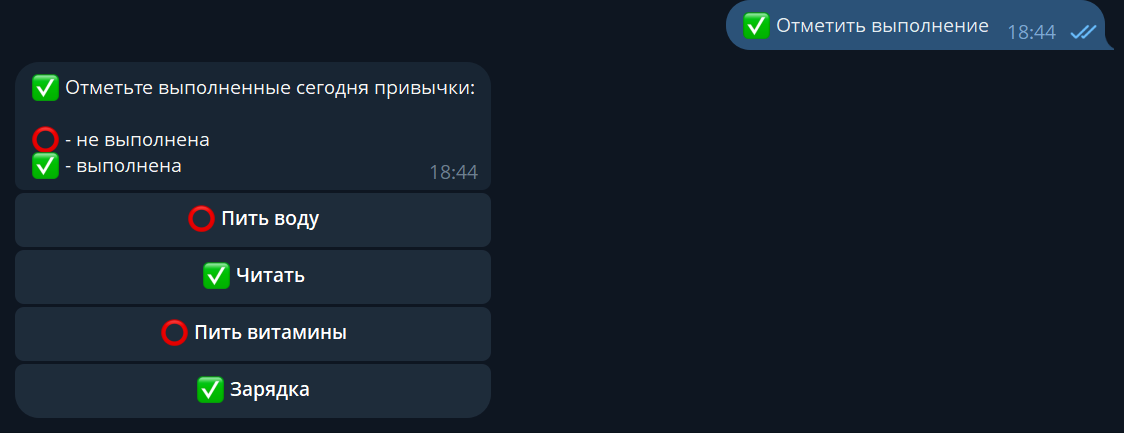 ✅ Отметить выполнение 18:44
✅ Отметьте выполненные сегодня привычки:
⭕ - не выполнена
✅ - выполнена
18:44
⭕ Пить воду
✅ Читать
⭕ Пить витамины
✅ Зарядка